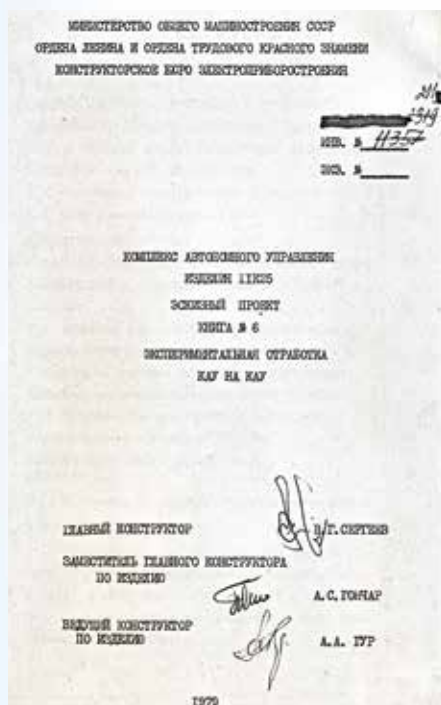 МИНИСТЕРСТВО ОБЩЕГО МАШИНОСТРОЕНИЯ СССР
ОРДЕНА ЛЕНИНА И ОРДЕНА ТРУДОВОГО КРАСНОГО ЗНАМЕНИ
КОНСТРУКТОРСКОЕ БЮРО ЭЛЕКТРОПРИБОРОСТРОЕНИЯ
ИНВ. № 11357
ЭКЗ. №
КОМПЛЕКС АВТОНОМНОГО УПРАВЛЕНИЯ
ИЗДЕЛИЯ 11К25
ЭСКИЗНЫЙ ПРОЕКТ
КНИГА № 6
ЭКСПЕРИМЕНТАЛЬНАЯ ОТРАБОТКА
КАУ НА КАУ
ГЛАВНЫЙ КОНСТРУКТОР В.Г. СЕРГЕЕВ
ЗАМЕСТИТЕЛЬ ГЛАВНОГО КОНСТРУКТОРА
ПО ИЗДЕЛИЮ
А.С. ГОНЧАР
ВЕДУЩИЙ КОНСТРУКТОР
ПО ИЗДЕЛИЮ А.А. ГУР
1979